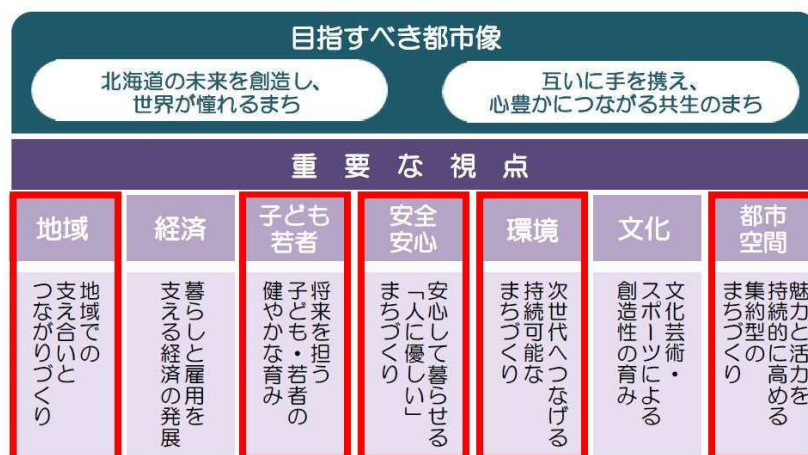 目指すべき都市像
北海道の未来を創造し、
世界が憧れるまち
互いに手を携え、
心豊かにつながる共生のまち
重要な視点
地域
地域での
支え合いと
つながりづくり
経済
暮らしと雇用を
支える経済の発展
子ども
若者
将来を担う
子ども・若者の
健やかな育み
安全
安心
安心して暮らせる
「人に優しい」
まちづくり
環境
次世代へつなげる
持続可能な
まちづくり
文化
文化芸術・
スポーツによる
創造性の育み
都市
空間
魅力と活力を
持続的に高める
集約型の
まちづくり